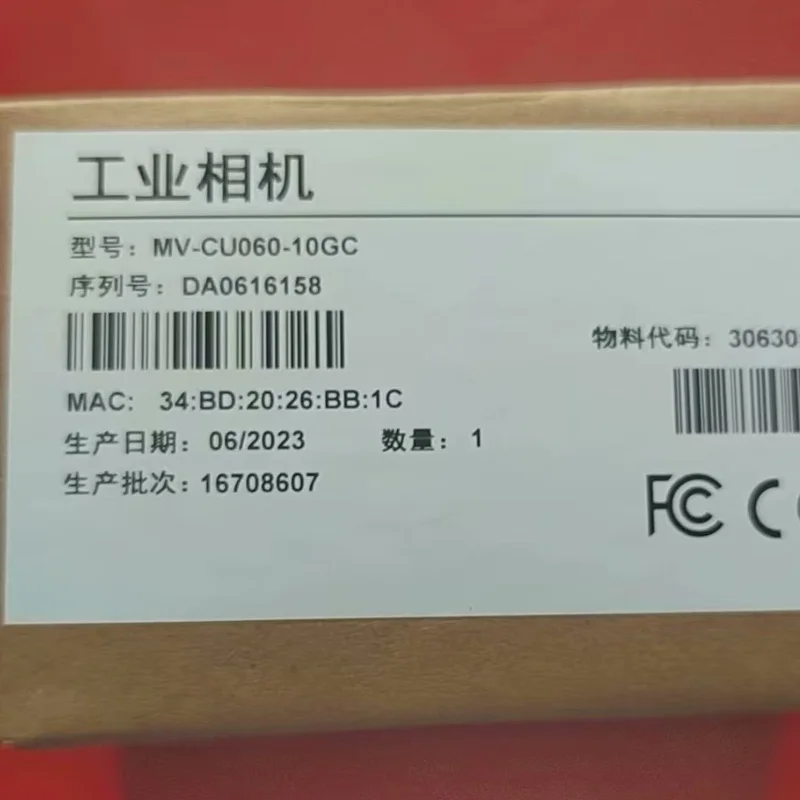 工业相机
型号：MV-CU060-10GC
序列号：DA0616158
物料代码：30630
MAC: 34:BD:20:26:BB:1C
生产日期：06/2023 数量：1
生产批次：16708607
FC C